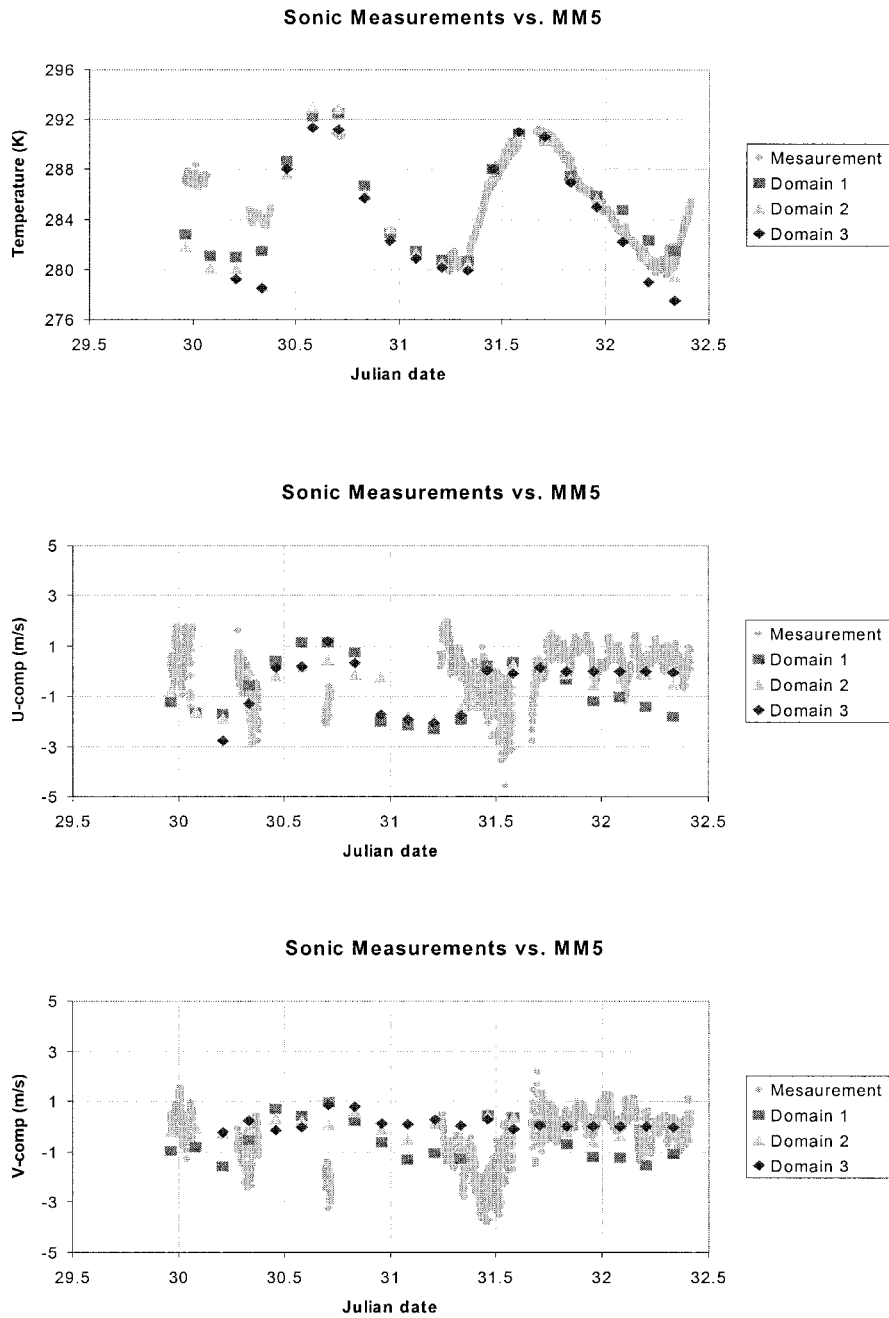 Sonic Measurements vs. MM5
296
292
288
284
280
276
Temperature (K)
29.5 30 30.5 31 31.5 32 32.5
Julian date
Mesaurement
Domain 1
Domain 2
Domain 3
Sonic Measurements vs. MM5
5
3
1
-1
-3
-5
U-comp (m/s)
29.5 30 30.5 31 31.5 32 32.5
Julian date
Mesaurement
Domain 1
Domain 2
Domain 3
Sonic Measurements vs. MM5
5
3
1
-1
-3
-5
V-comp (m/s)
29.5 30 30.5 31 31.5 32 32.5
Julian date
Mesaurement
Domain 1
Domain 2
Domain 3